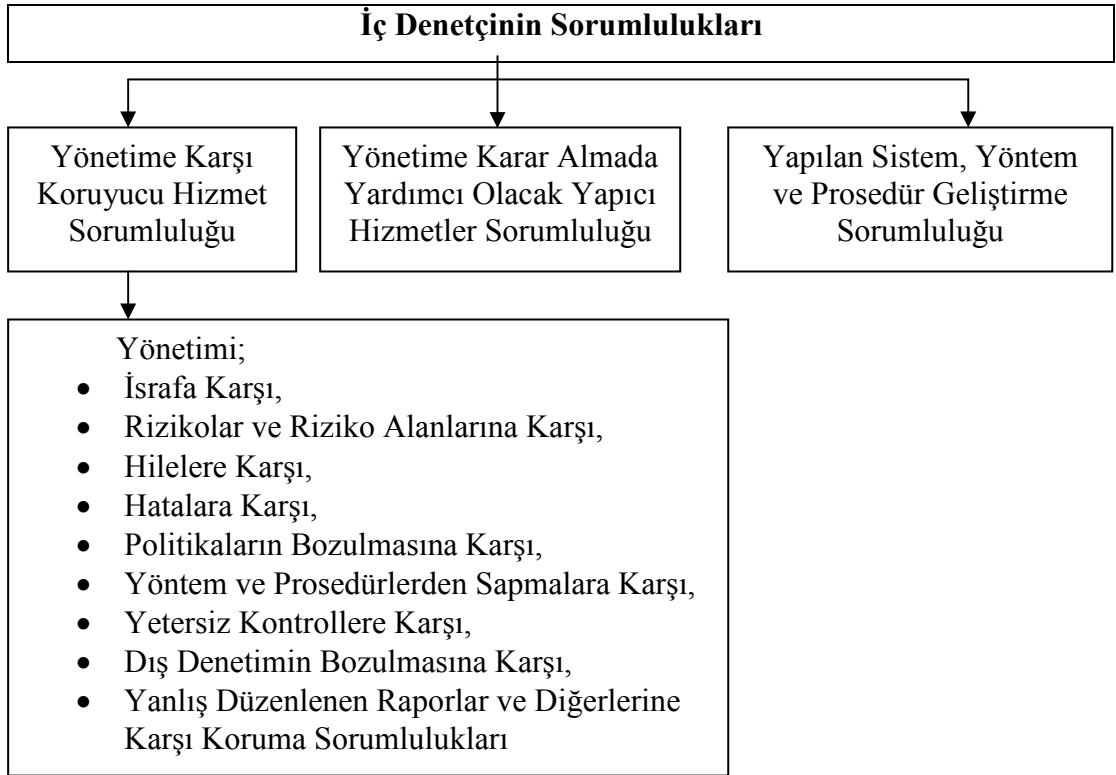 İç Denetçinin Sorumlulukları
Yönetime Karşı
Koruyucu Hizmet
Sorumluluğu
Yönetime Karar Almada
Yardımcı Olacak Yapıcı
Hizmetler Sorumluluğu
Yapılan Sistem, Yöntem
ve Prosedür Geliştirme
Sorumluluğu
Yönetimi;
• İsrafa Karşı,
• Rizikolar ve Riziko Alanlarına Karşı,
• Hilelere Karşı,
• Hatalara Karşı,
• Politikaların Bozulmasına Karşı,
• Yöntem ve Prosedürlerden Sapmalara Karşı,
• Yetersiz Kontrollere Karşı,
• Dış Denetimin Bozulmasına Karşı,
• Yanlış Düzenlenen Raporlar ve Diğerlerine
Karşı Koruma Sorumlulukları